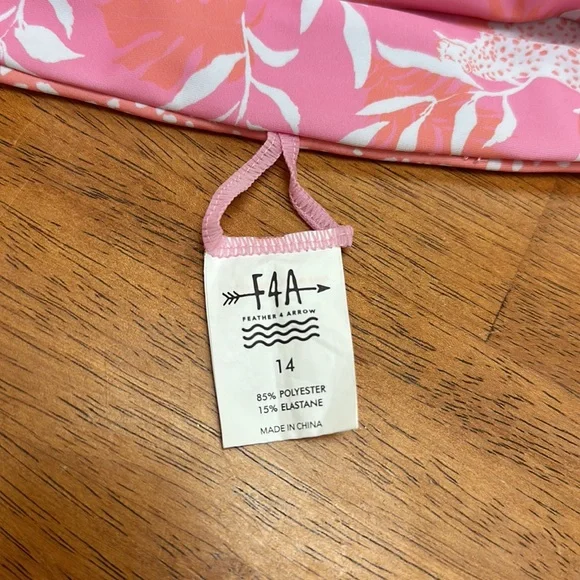 F4A
FEATHER 4 ARROW
14
85% POLYESTER
15% ELASTANE
MADE IN CHINA